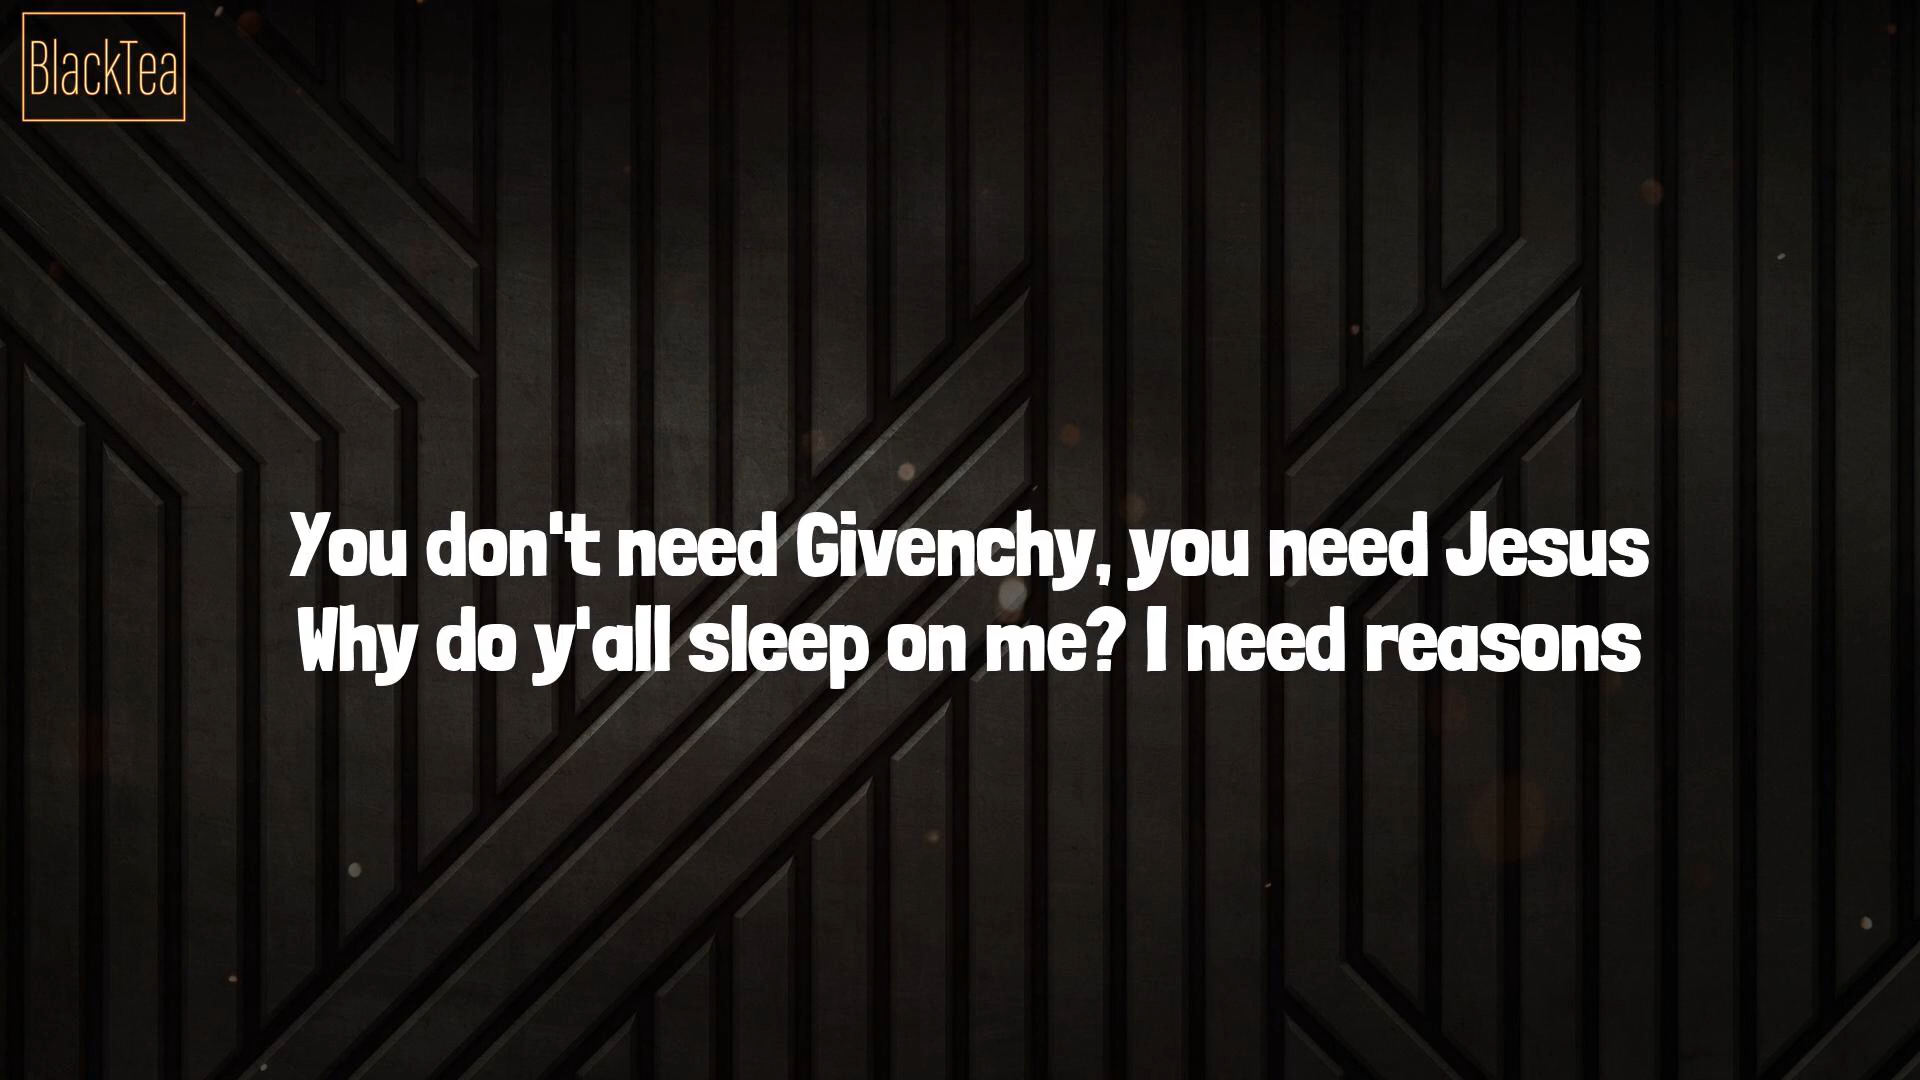 BlackTea
You don't need Givenchy, you need Jesus
Why do y'all sleep on me? I need reasons